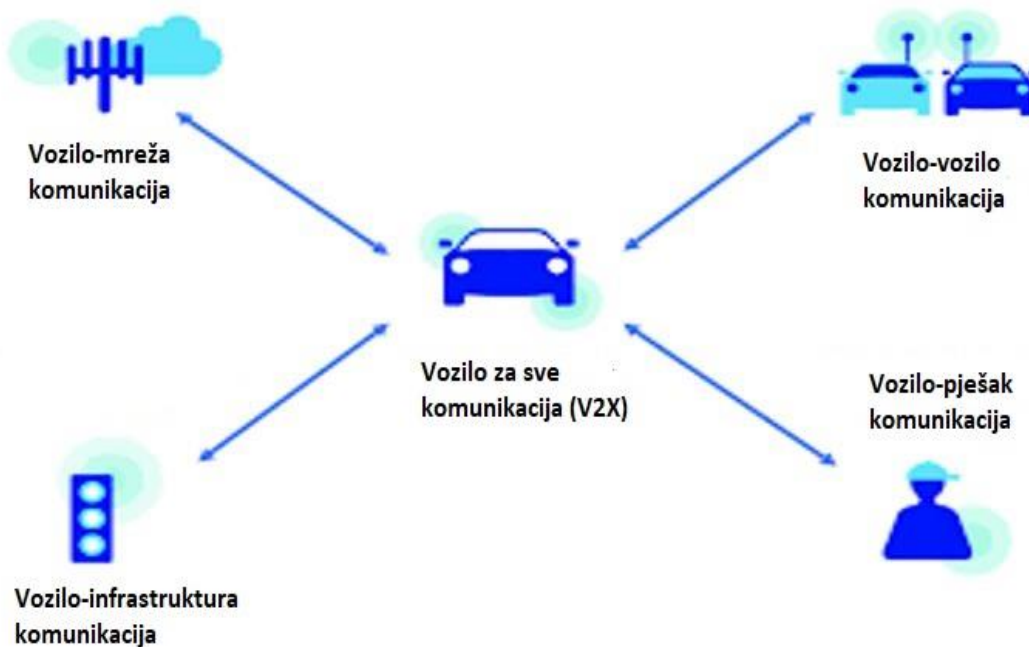 Vozilo-mreža
komunikacija
Vozilo-vozilo
komunikacija
Vozilo za sve
komunikacija (V2X)
Vozilo-pješak
komunikacija
Vozilo-infrastruktura
komunikacija